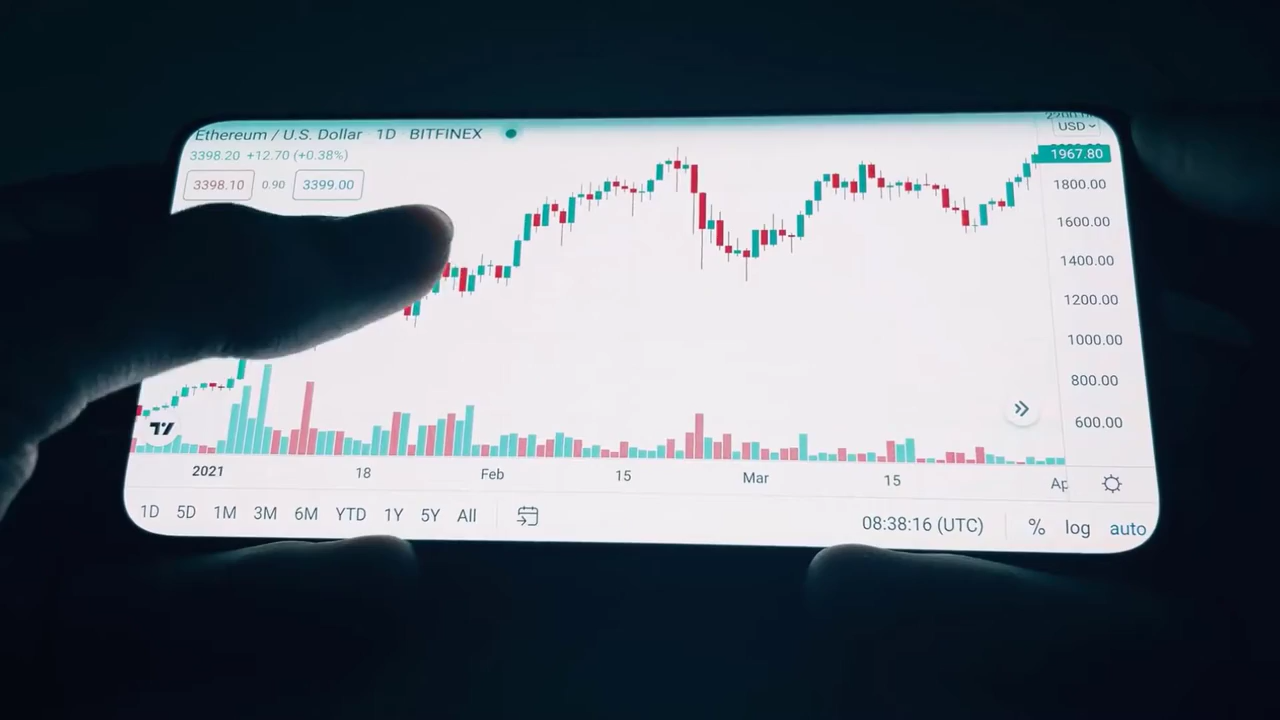 Ethereum / U.S. Dollar 1D BITFINEX
USD
3398.20 +12.70 (+0.38%)
1967.80
3398.10 0.90 3399.00
1800.00
1600.00
1400.00
1200.00
1000.00
800.00
600.00
2021 18 Feb 15 Mar 15 Ap
1D 5D 1M 3M 6M YTD 1Y 5Y All
08:38:16 (UTC) % log auto